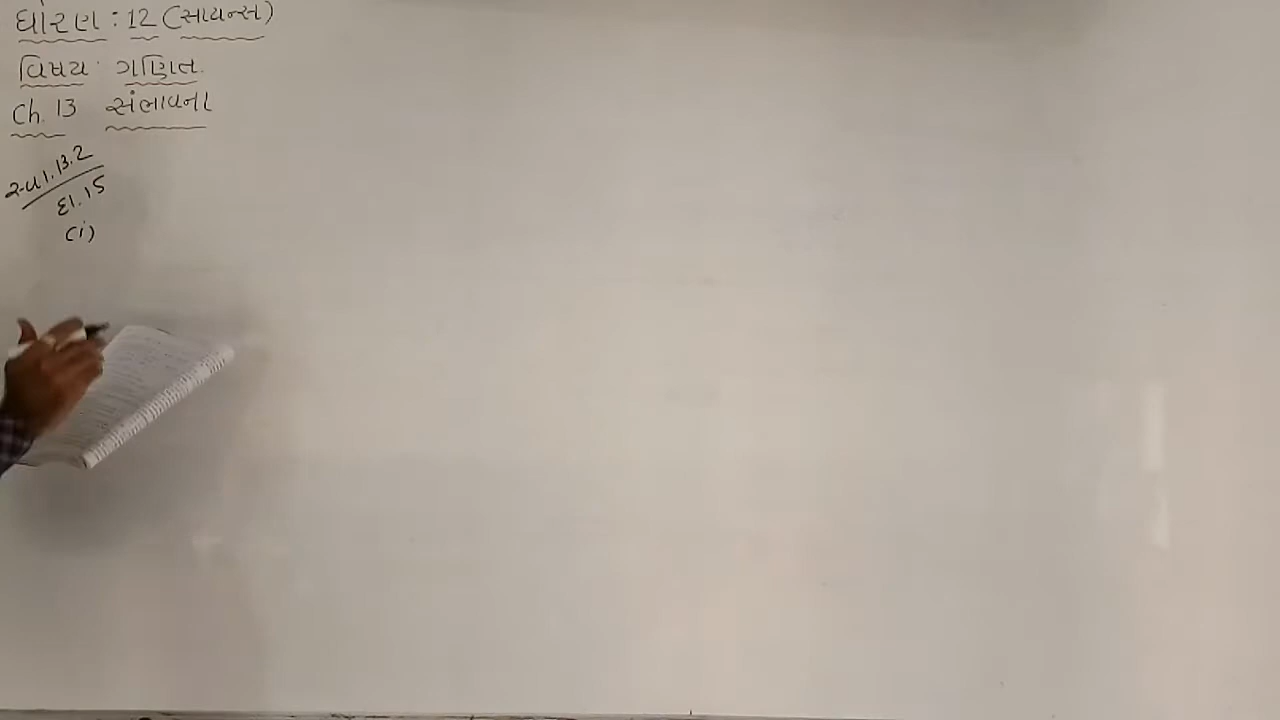 ધોરણ : 12 (સાયન્સ)
વિષય : ગણિત.
Ch. 13 સંભાવના
સ્વા. 13.2
દા. 15
(i)